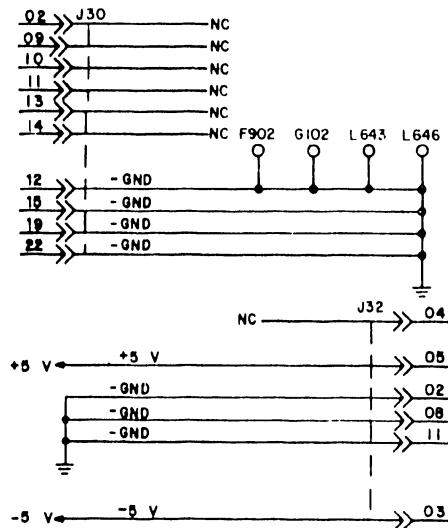 02 J30 NC
09 NC
10 NC
11 NC
13 NC
14 NC
F902 G102 L643 L646
12 -GND
15 -GND
19 -GND
22 -GND
NC J32 04
+5 V +5 V 05
-GND 02
-GND 08
-GND 11
-5 V -5 V 03